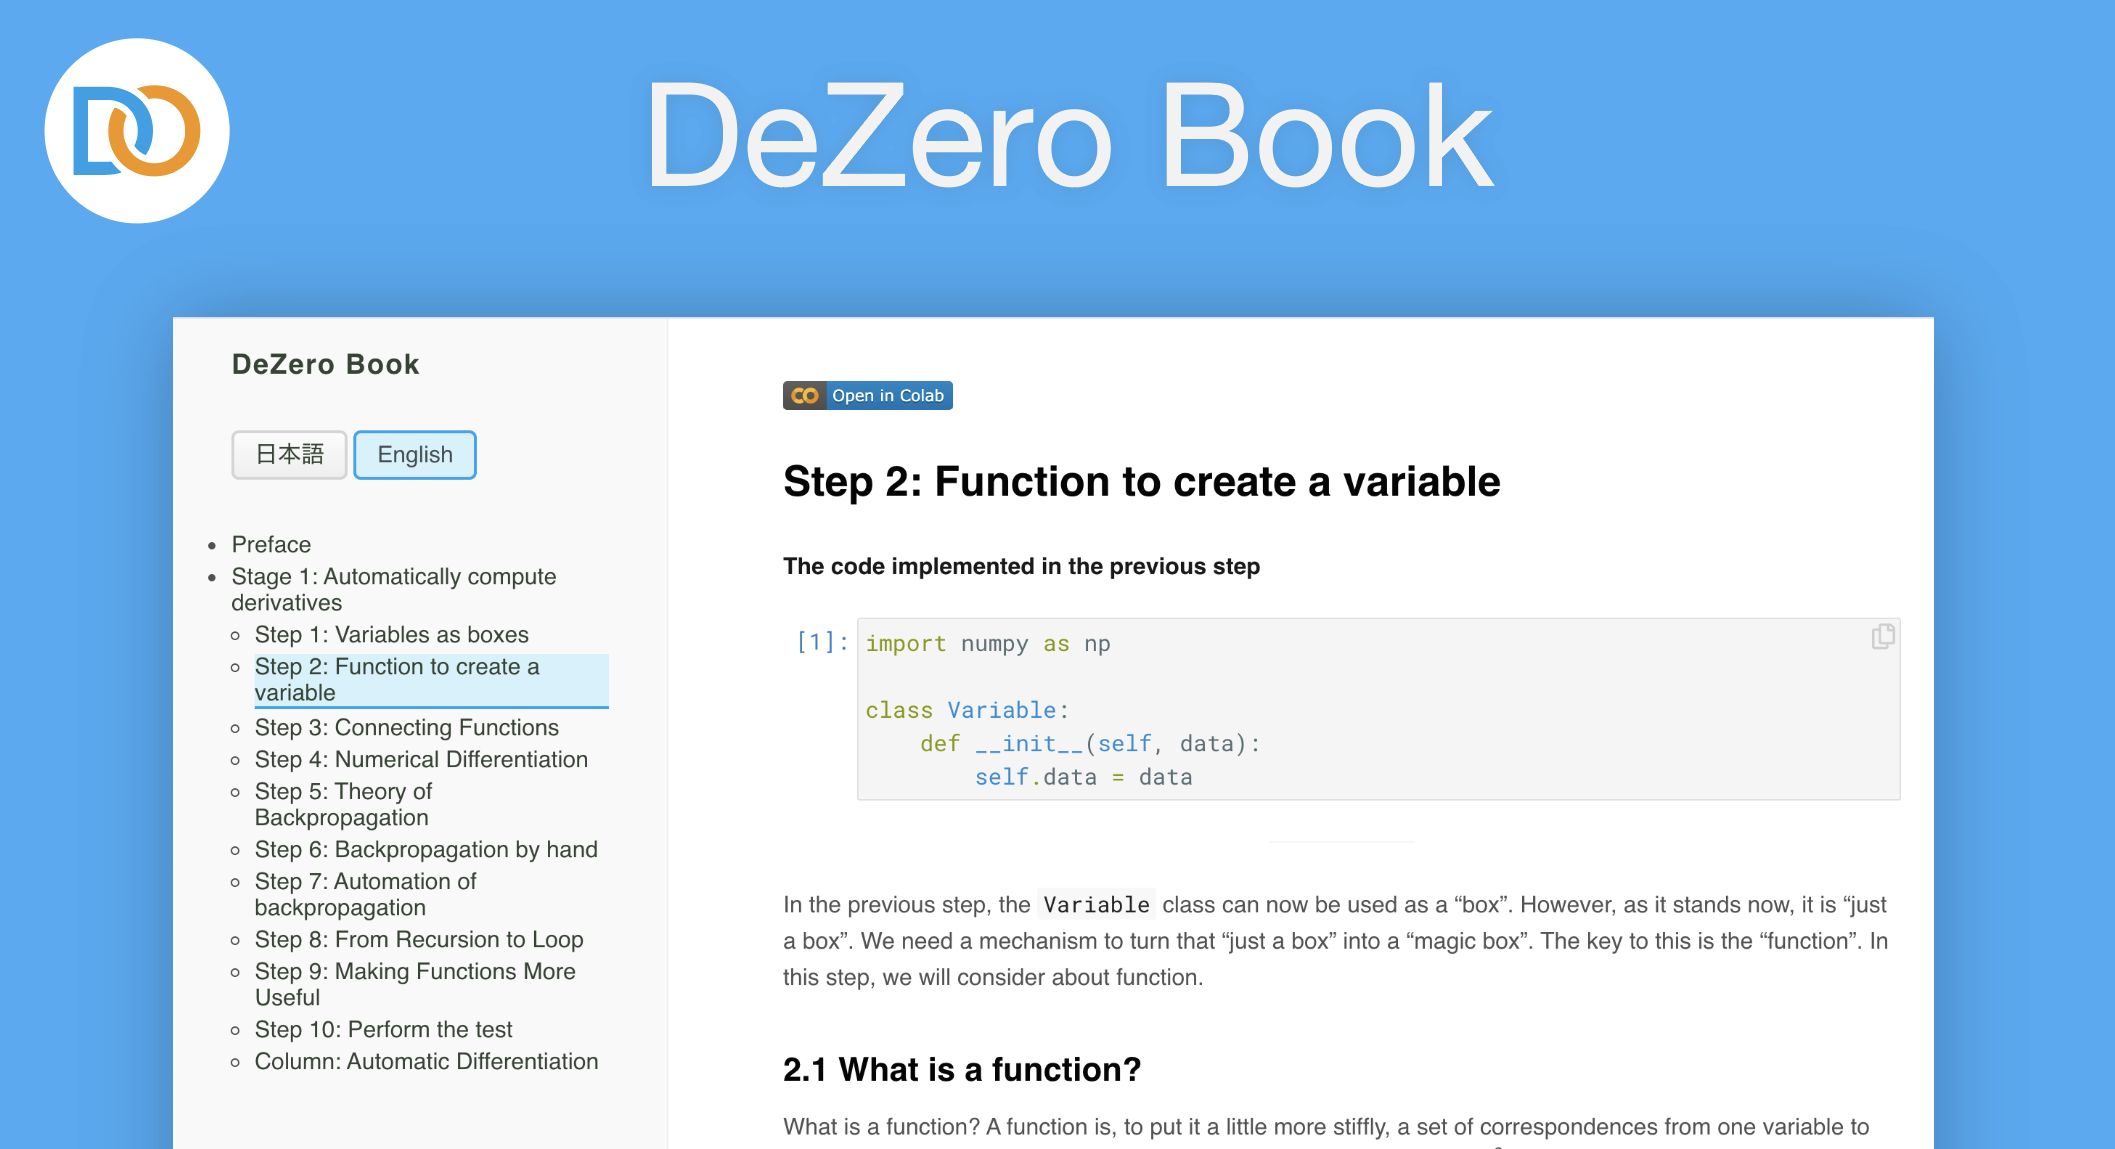 DO
DeZero Book
DeZero Book
日本語
English
Preface
Stage 1: Automatically compute
derivatives
Step 1: Variables as boxes
Step 2: Function to create a
variable
Step 3: Connecting Functions
Step 4: Numerical Differentiation
Step 5: Theory of
Backpropagation
Step 6: Backpropagation by hand
Step 7: Automation of
backpropagation
Step 8: From Recursion to Loop
Step 9: Making Functions More
Useful
Step 10: Perform the test
Column: Automatic Differentiation
Open in Colab
Step 2: Function to create a variable
The code implemented in the previous step
[1]:
import numpy as np
class Variable:
    def __init__(self, data):
        self.data = data
In the previous step, the Variable class can now be used as a “box”. However, as it stands now, it is “just
a box”. We need a mechanism to turn that “just a box” into a “magic box”. The key to this is the “function”. In
this step, we will consider about function.
2.1 What is a function?
What is a function? A function is, to put it a little more stiffly, a set of correspondences from one variable to